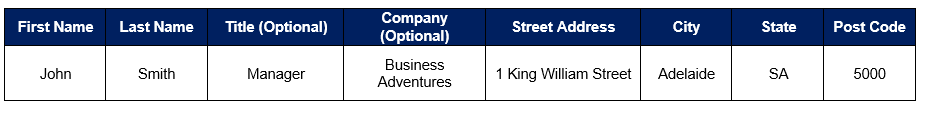 First Name Last Name Title (Optional) Company (Optional) Street Address City State Post Code
John Smith Manager Business Adventures 1 King William Street Adelaide SA 5000